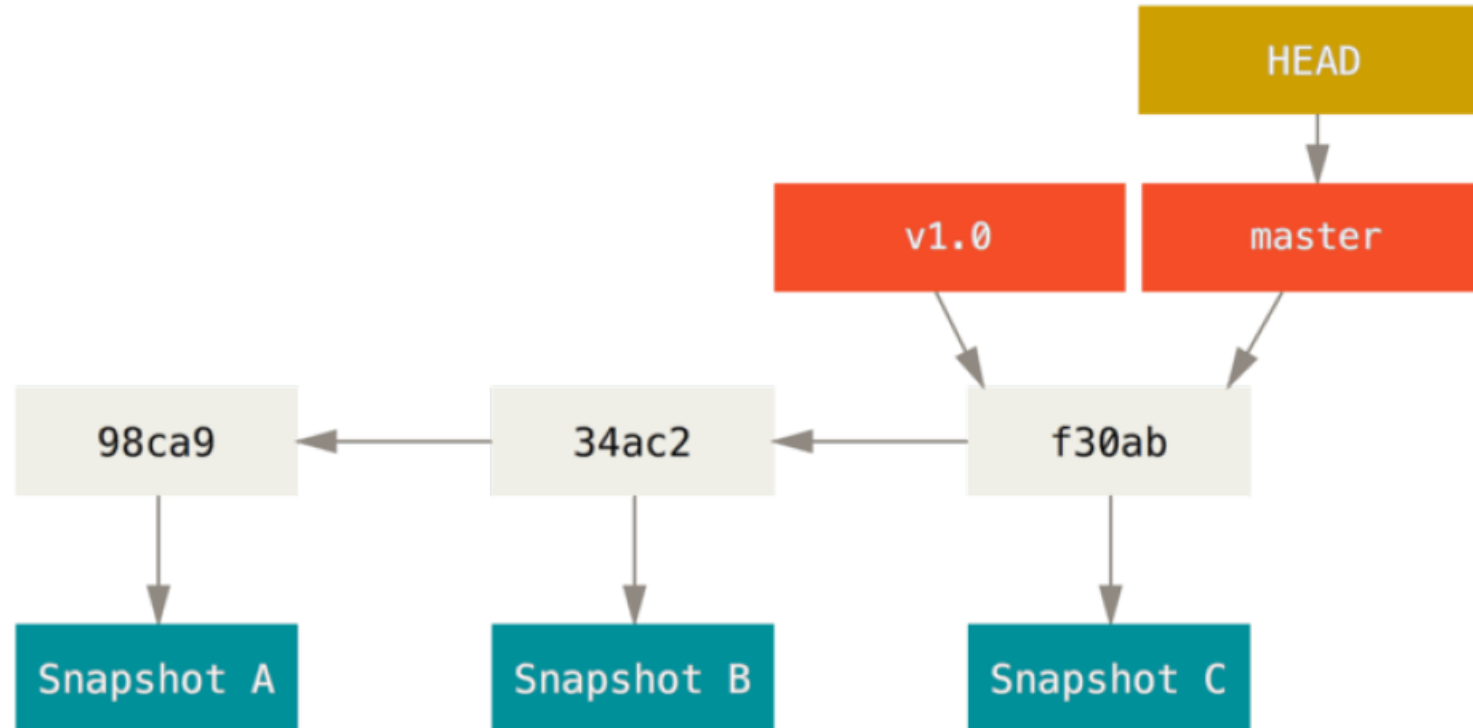 HEAD
v1.0
master
98ca9
34ac2
f30ab
Snapshot A
Snapshot B
Snapshot C